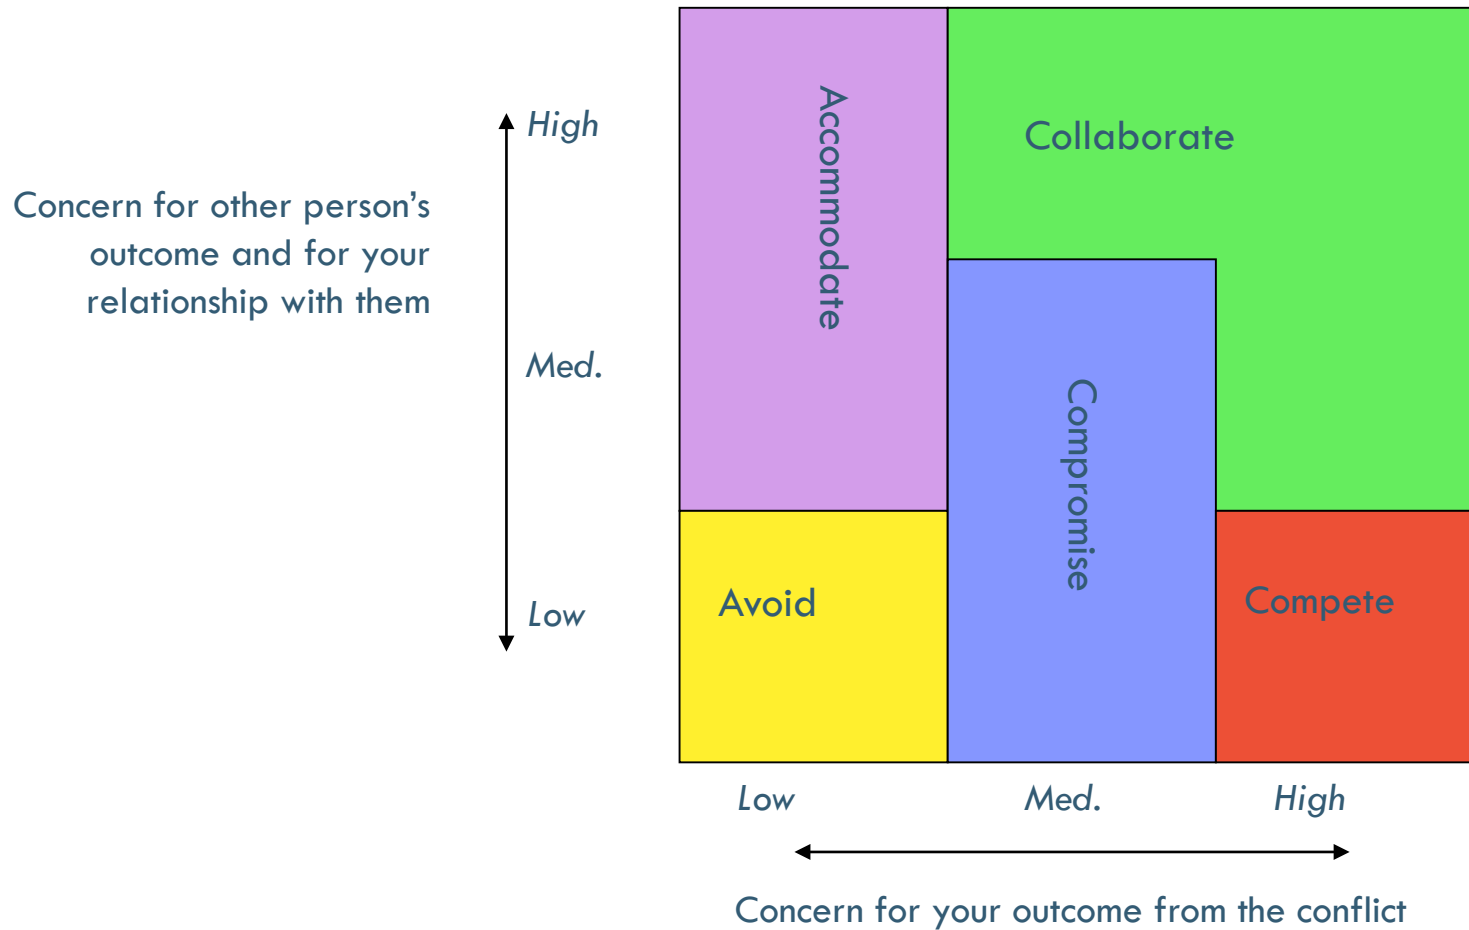 High
Concern for other person's
outcome and for your
relationship with them
Med.
Low
Accommodate
Collaborate
Compromise
Avoid
Compete
Low
Med.
High
Concern for your outcome from the conflict